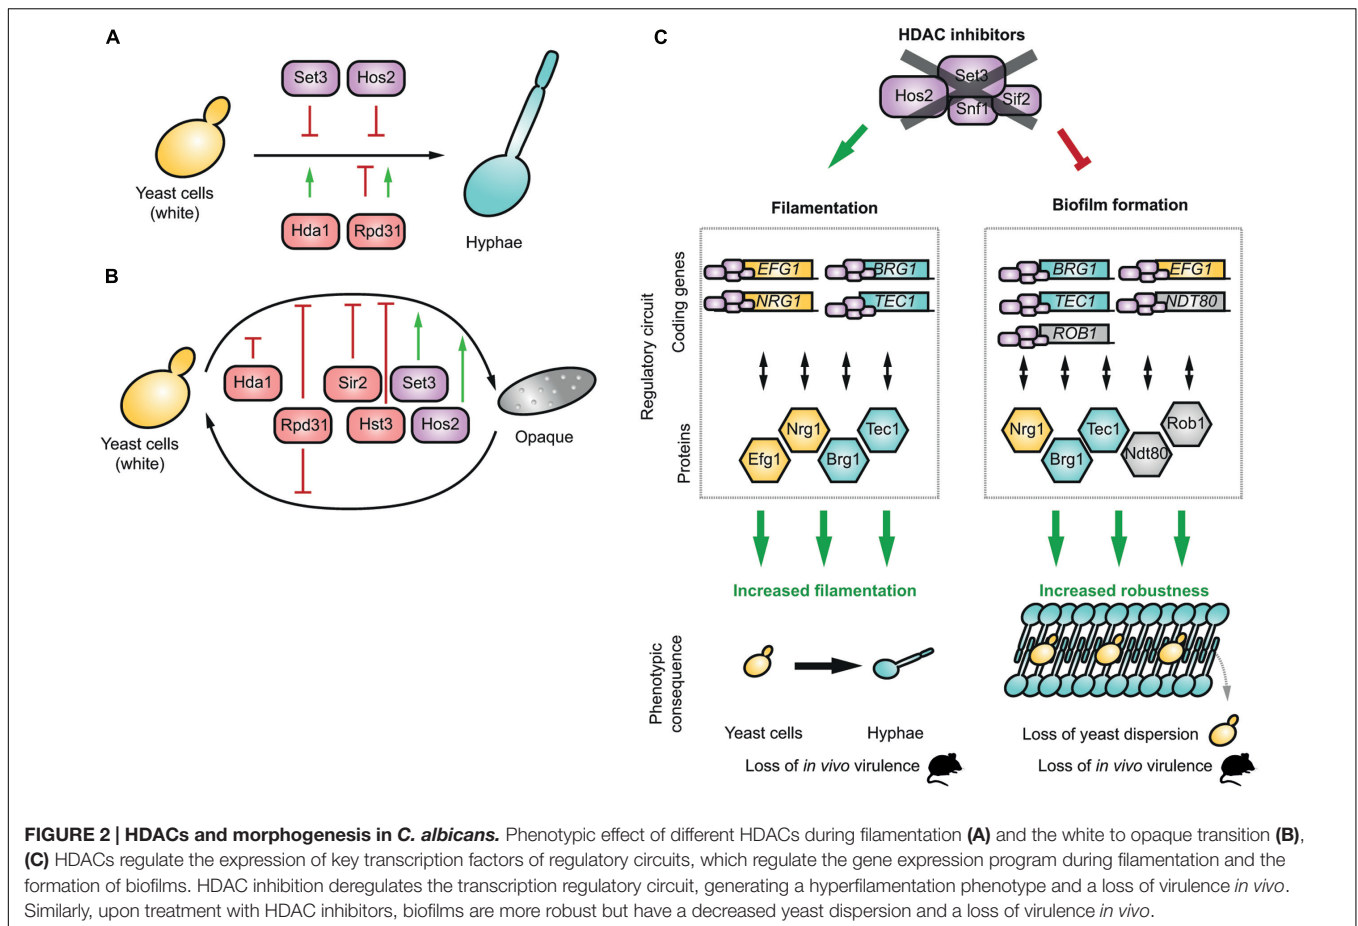 A
Set3 Hos2
Yeast cells
(white)
Hda1 Rpd31
Hyphae
B
Hda1 Sir2 Set3
Rpd31 Hst3 Hos2
Yeast cells
(white)
Opaque
C
HDAC inhibitors
Set3
Hos2 Snf1 Sif2
Filamentation
Biofilm formation
Regulatory circuit
Coding genes
EFG1 BRG1
NRG1 TEC1
BRG1 EFG1
TEC1 NDT80
ROB1
Proteins
Nrg1 Tec1
Efg1 Brg1
Nrg1 Tec1 Rob1
Brg1 Ndt80
Increased filamentation
Increased robustness
Phenotypic
consequence
Yeast cells Hyphae
Loss of in vivo virulence
Loss of yeast dispersion
Loss of in vivo virulence
FIGURE 2 | HDACs and morphogenesis in C. albicans. Phenotypic effect of different HDACs during filamentation (A) and the white to opaque transition (B),
(C) HDACs regulate the expression of key transcription factors of regulatory circuits, which regulate the gene expression program during filamentation and the
formation of biofilms. HDAC inhibition deregulates the transcription regulatory circuit, generating a hyperfilamentation phenotype and a loss of virulence in vivo.
Similarly, upon treatment with HDAC inhibitors, biofilms are more robust but have a decreased yeast dispersion and a loss of virulence in vivo.